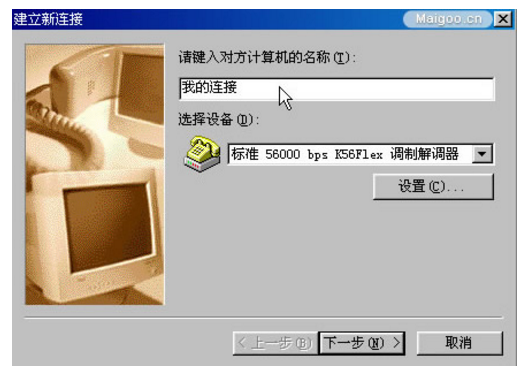 建立新连接
Maigoo.cn
请键入对方计算机的名称(T):
我的连接
选择设备(D):
标准 56000 bps K56Flex 调制解调器
设置(C)...
< 上一步(B)
下一步(N) >
取消